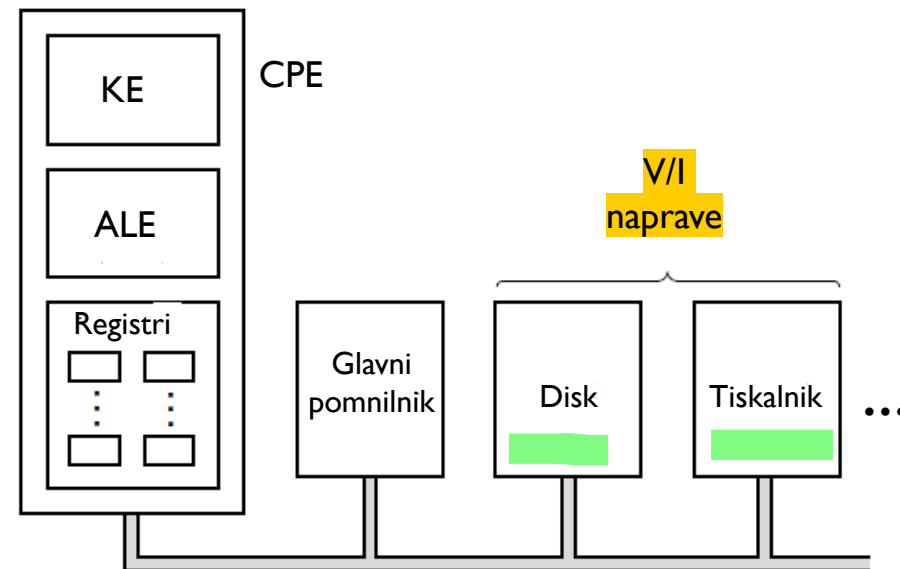 KE
CPE
ALE
Registri
V/I
naprave
Glavni
pomnilnik
Disk
Tiskalnik
...